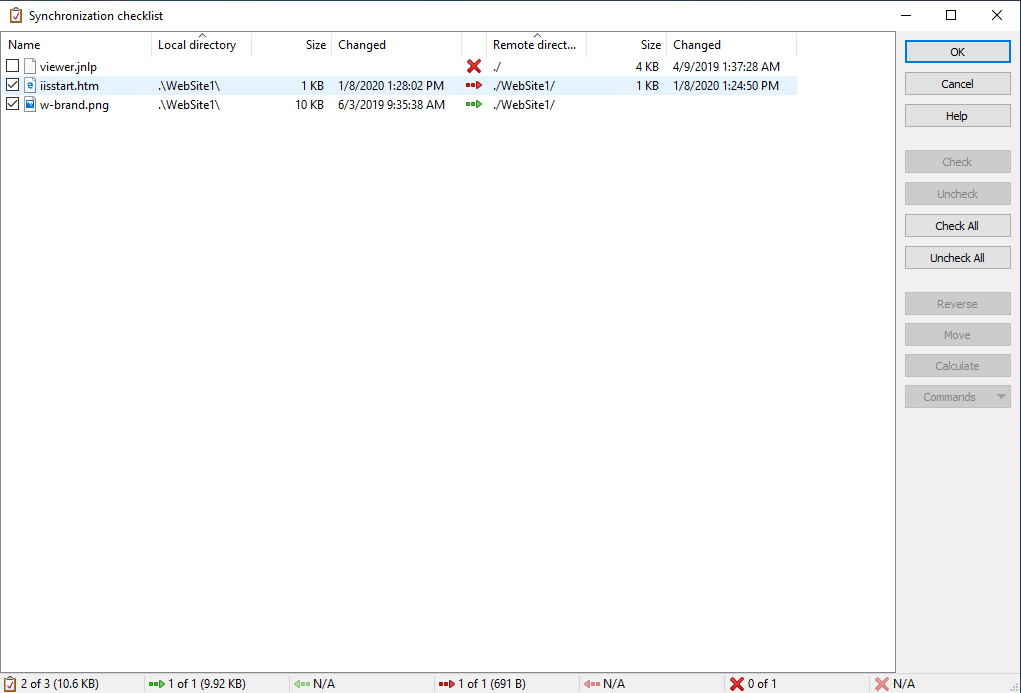 Synchronization checklist
Name Local directory Size Changed Remote direct... Size Changed
viewer.jnlp ./ 4 KB 4/9/2019 1:37:28 AM
iisstart.htm .\WebSite1\ 1 KB 1/8/2020 1:28:02 PM ./WebSite1/ 1 KB 1/8/2020 1:24:50 PM
w-brand.png .\WebSite1\ 10 KB 6/3/2019 9:35:38 AM ./WebSite1/
OK
Cancel
Help
Check
Uncheck
Check All
Uncheck All
Reverse
Move
Calculate
Commands
2 of 3 (10.6 KB) 1 of 1 (9.92 KB) N/A 1 of 1 (691 B) N/A 0 of 1 N/A